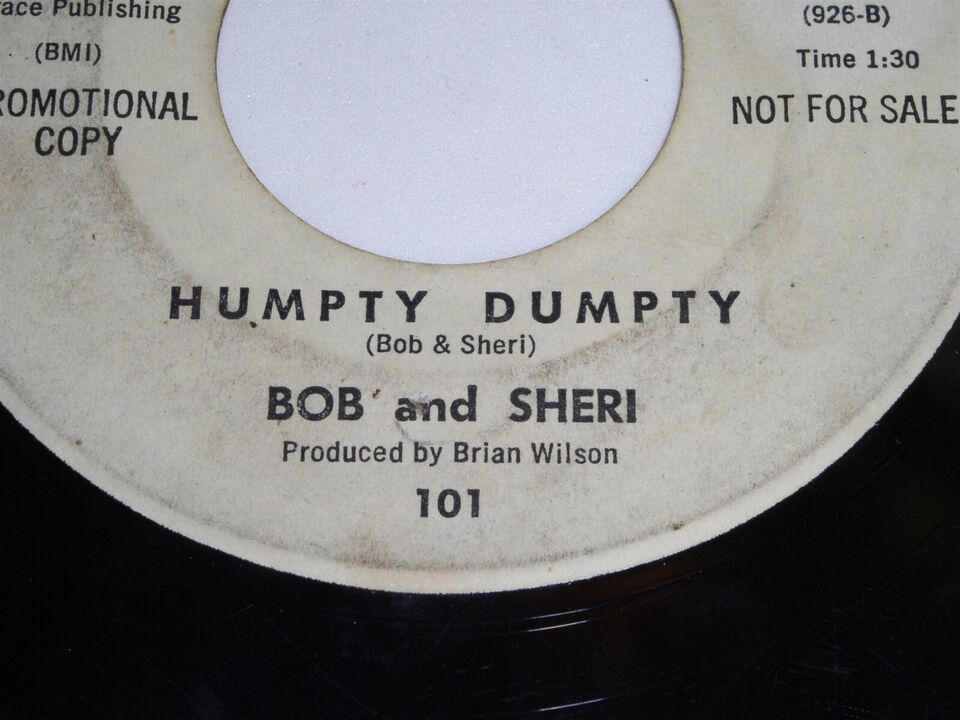 Publishing
(BMI)
ROMOTIONAL
COPY
(926-B)
Time 1:30
NOT FOR SALE
HUMPTY DUMPTY
(Bob & Sheri)
BOB and SHERI
Produced by Brian Wilson
101